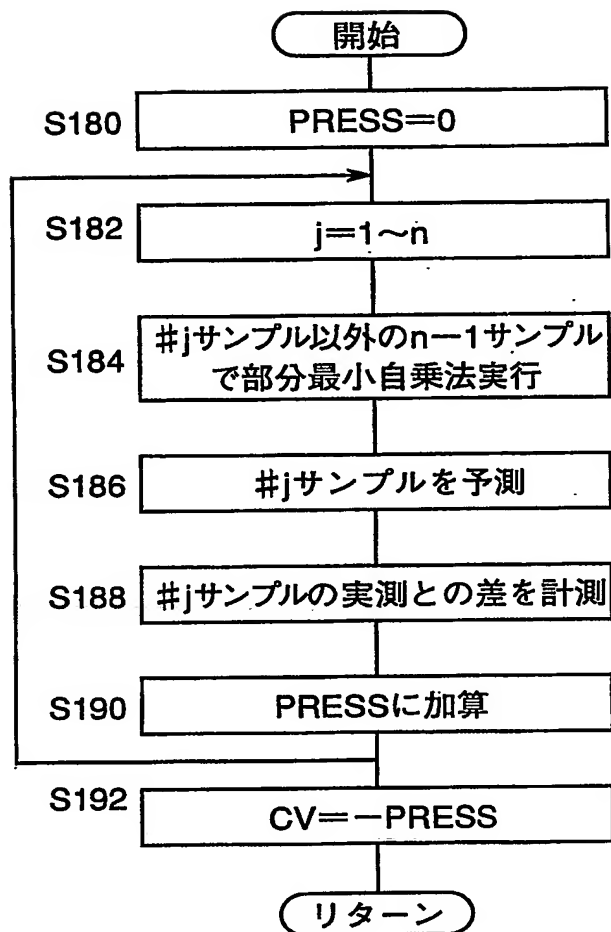 開始
S180
PRESS=0
S182
j=1~n
S184
#jサンプル以外のn-1サンプル
で部分最小自乗法実行
S186
#jサンプルを予測
S188
#jサンプルの実測との差を計測
S190
PRESSに加算
S192
CV=-PRESS
リターン